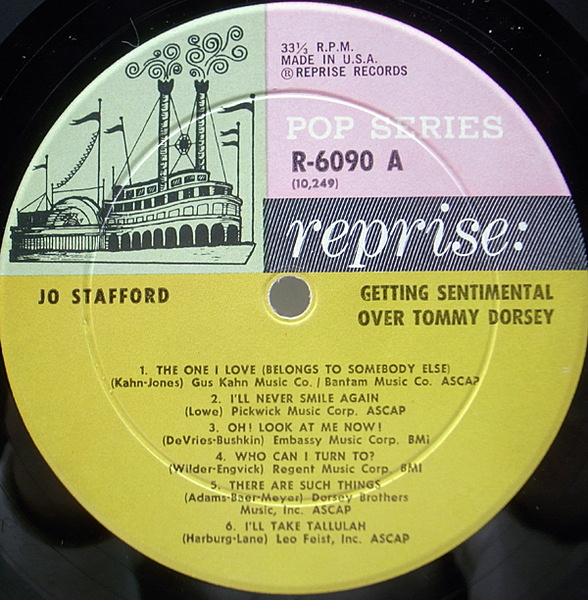 33⅓ R.P.M.
MADE IN U.S.A.
Ⓡ REPRISE RECORDS
POP SERIES
R-6090 A
(10,249)
reprise:
JO STAFFORD
GETTING SENTIMENTAL
OVER TOMMY DORSEY
1. THE ONE I LOVE (BELONGS TO SOMEBODY ELSE)
(Kahn-Jones) Gus Kahn Music Co. / Bantam Music Co. ASCAP
2. I'LL NEVER SMILE AGAIN
(Lowe) Pickwick Music Corp. ASCAP
3. OH! LOOK AT ME NOW!
(DeVries-Bushkin) Embassy Music Corp. BMI
4. WHO CAN I TURN TO?
(Wilder-Engvick) Regent Music Corp. BMI
5. THERE ARE SUCH THINGS
(Adams-Baer-Meyer) Dorsey Brothers
Music, Inc. ASCAP
6. I'LL TAKE TALLULAH
(Harburg-Lane) Leo Feist, Inc. ASCAP